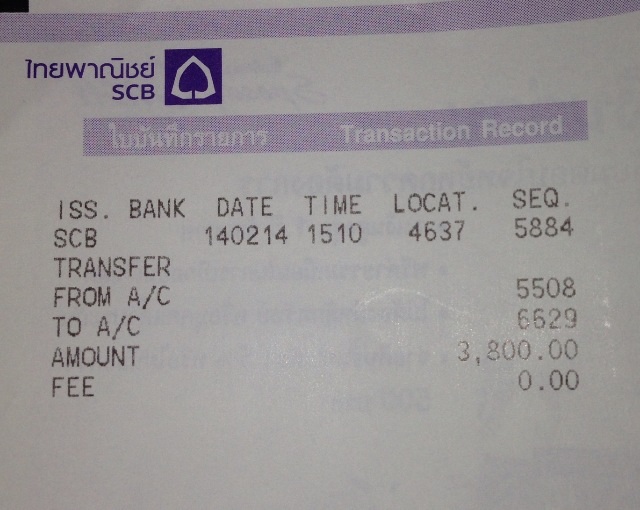 ไทยพาณิชย์
SCB
ใบบันทึกรายการ Transaction Record
ISS. BANK DATE TIME LOCAT. SEQ.
SCB 140214 1510 4637 5884
TRANSFER
FROM A/C 5508
TO A/C 6629
AMOUNT 3,800.00
FEE 0.00